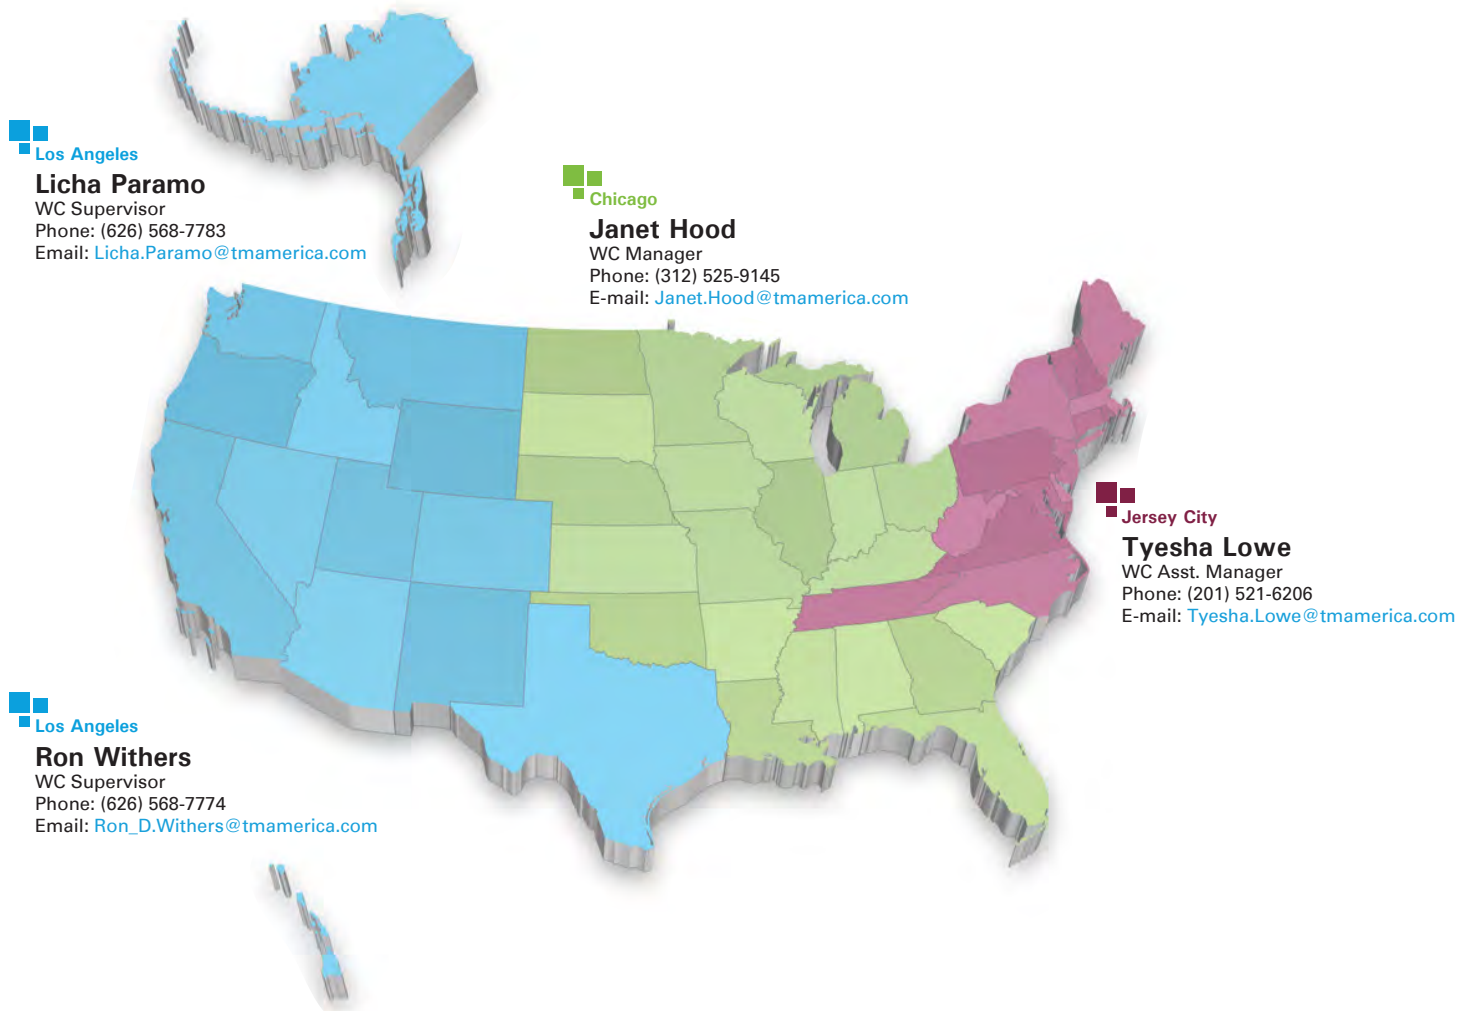 Los Angeles
Licha Paramo
WC Supervisor
Phone: (626) 568-7783
Email: Licha.Paramo@tmamerica.com
Chicago
Janet Hood
WC Manager
Phone: (312) 525-9145
E-mail: Janet.Hood@tmamerica.com
Jersey City
Tyesha Lowe
WC Asst. Manager
Phone: (201) 521-6206
E-mail: Tyesha.Lowe@tmamerica.com
Los Angeles
Ron Withers
WC Supervisor
Phone: (626) 568-7774
Email: Ron_D.Withers@tmamerica.com